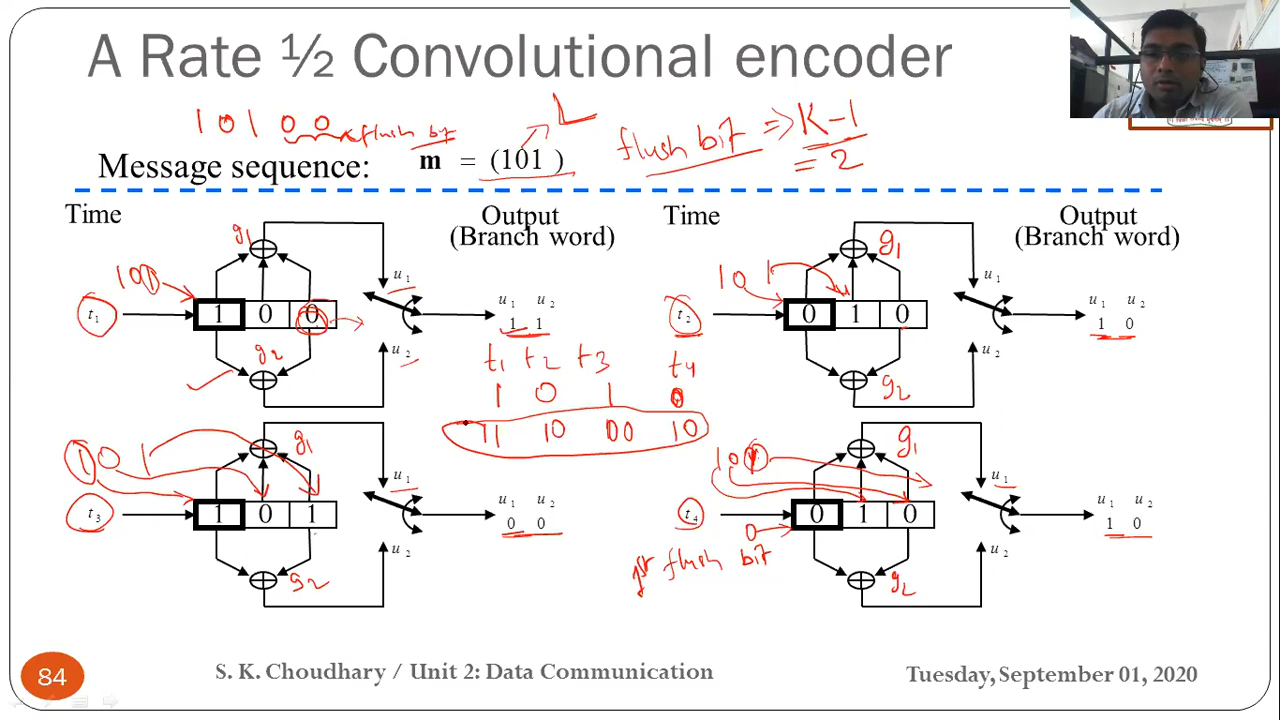 A Rate ½ Convolutional encoder
1 0 1 0 0 flush bit
L
flush bit ⇒ K-1
= 2
Message sequence: m = (101 )
Time
Output
(Branch word)
Time
Output
(Branch word)
g1
101
t1
1 0 0
u1
u1 u2
1 1
g2
u2
g1
10 1
t2
0 1 0
u1
u1 u2
1 0
u2
g2
t1 t2 t3 t4
1 0 1 0
11 10 00 10
1 0 1
g1
t3
1 0 1
u1
u1 u2
0 0
u2
g2
101
g1
t4
0 1 0
u1
u1 u2
1 0
0
1st flush bit
u2
g2
84
S. K. Choudhary / Unit 2: Data Communication
Tuesday, September 01, 2020